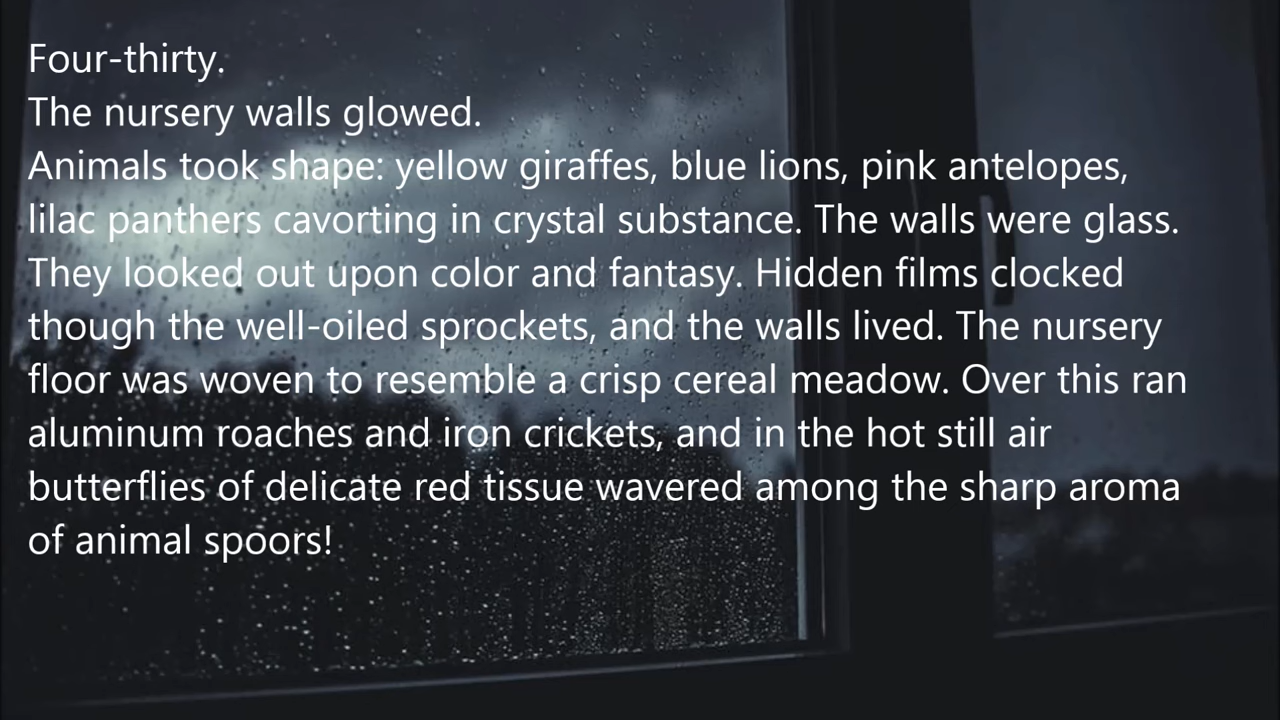 Four-thirty.
The nursery walls glowed.
Animals took shape: yellow giraffes, blue lions, pink antelopes,
lilac panthers cavorting in crystal substance. The walls were glass.
They looked out upon color and fantasy. Hidden films clocked
though the well-oiled sprockets, and the walls lived. The nursery
floor was woven to resemble a crisp cereal meadow. Over this ran
aluminum roaches and iron crickets, and in the hot still air
butterflies of delicate red tissue wavered among the sharp aroma
of animal spoors!